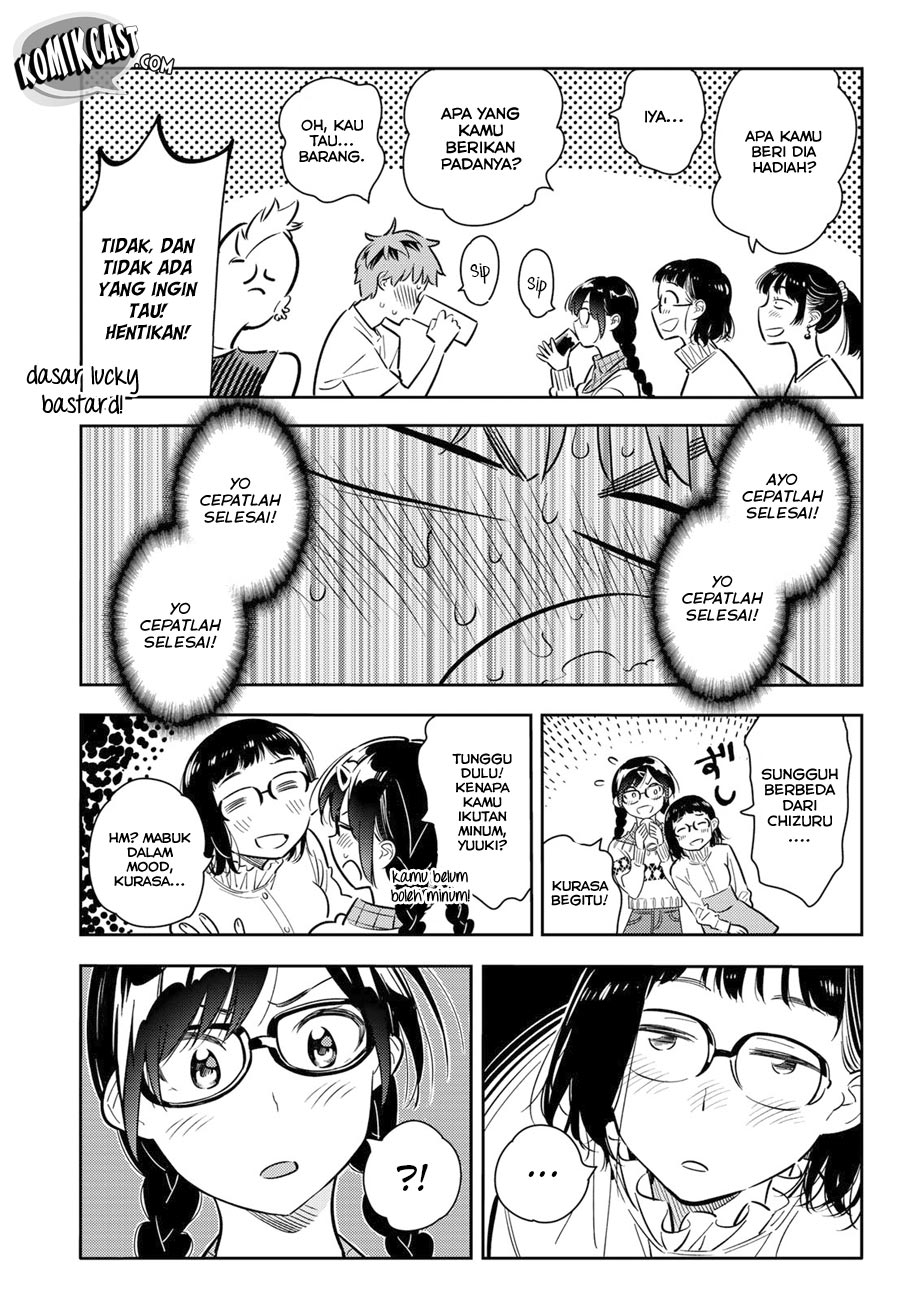 KOMIKCAST
.COM
APA KAMU
BERI DIA
HADIAH?
IYA...
APA YANG
KAMU
BERIKAN
PADANYA?
OH, KAU
TAU...
BARANG.
TIDAK, DAN
TIDAK ADA
YANG INGIN
TAU!
HENTIKAN!
dasar lucky
bastard!
SIP
SIP
AYO
CEPATLAH
SELESAI!
YO
CEPATLAH
SELESAI!
YO
CEPATLAH
SELESAI!
YO
CEPATLAH
SELESAI!
SUNGGUH
BERBEDA
DARI
CHIZURU
....
ずし
KURASA
BEGITU!
TUNGGU
DULU!
KENAPA
KAMU
IKUTAN
MINUM,
YUUKI?
kamu belum
boleh minum!
HM? MABUK
DALAM
MOOD,
KURASA...
...
?!